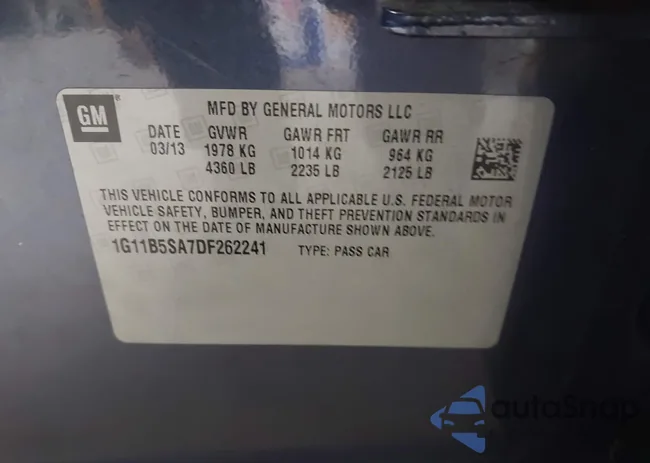 GM
MFD BY GENERAL MOTORS LLC
DATE GVWR GAWR FRT GAWR RR
03/13 1978 KG 1014 KG 964 KG
4360 LB 2235 LB 2125 LB
THIS VEHICLE CONFORMS TO ALL APPLICABLE U.S. FEDERAL MOTOR
VEHICLE SAFETY, BUMPER, AND THEFT PREVENTION STANDARDS IN
EFFECT ON THE DATE OF MANUFACTURE SHOWN ABOVE.
1G11B5SA7DF262241 TYPE: PASS CAR
autoSnap